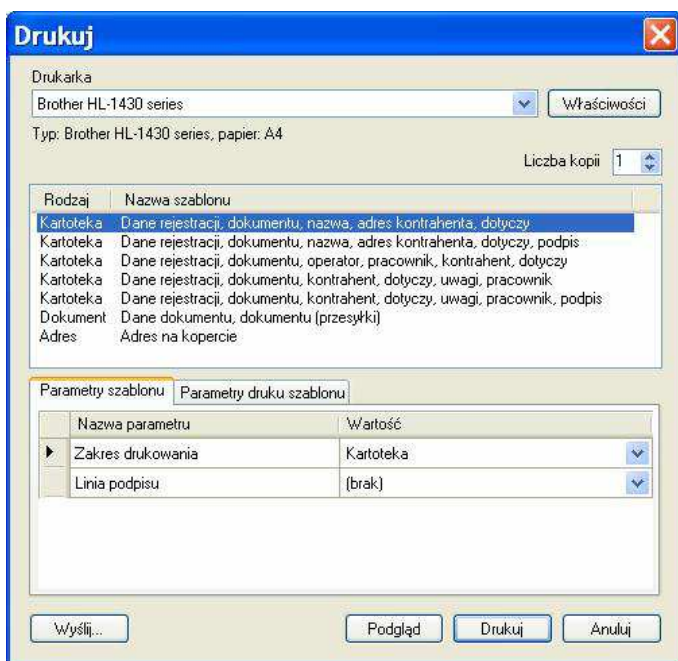 Drukuj
Drukarka
Brother HL-1430 series
Właściwości
Typ: Brother HL-1430 series, papier: A4
Liczba kopii 1
Rodzaj Nazwa szablonu
Kartoteka Dane rejestracji, dokumentu, nazwa, adres kontrahenta, dotyczy
Kartoteka Dane rejestracji, dokumentu, nazwa, adres kontrahenta, dotyczy, podpis
Kartoteka Dane rejestracji, dokumentu, operator, pracownik, kontrahent, dotyczy
Kartoteka Dane rejestracji, dokumentu, kontrahent, dotyczy, uwagi, pracownik
Kartoteka Dane rejestracji, dokumentu, kontrahent, dotyczy, uwagi, pracownik, podpis
Dokument Dane dokumentu, dokumentu (przesyłki)
Adres Adres na kopercie
Parametry szablonu Parametry druku szablonu
Nazwa parametru Wartość
Zakres drukowania Kartoteka
Linia podpisu (brak)
Wyślij... Podgląd Drukuj Anuluj